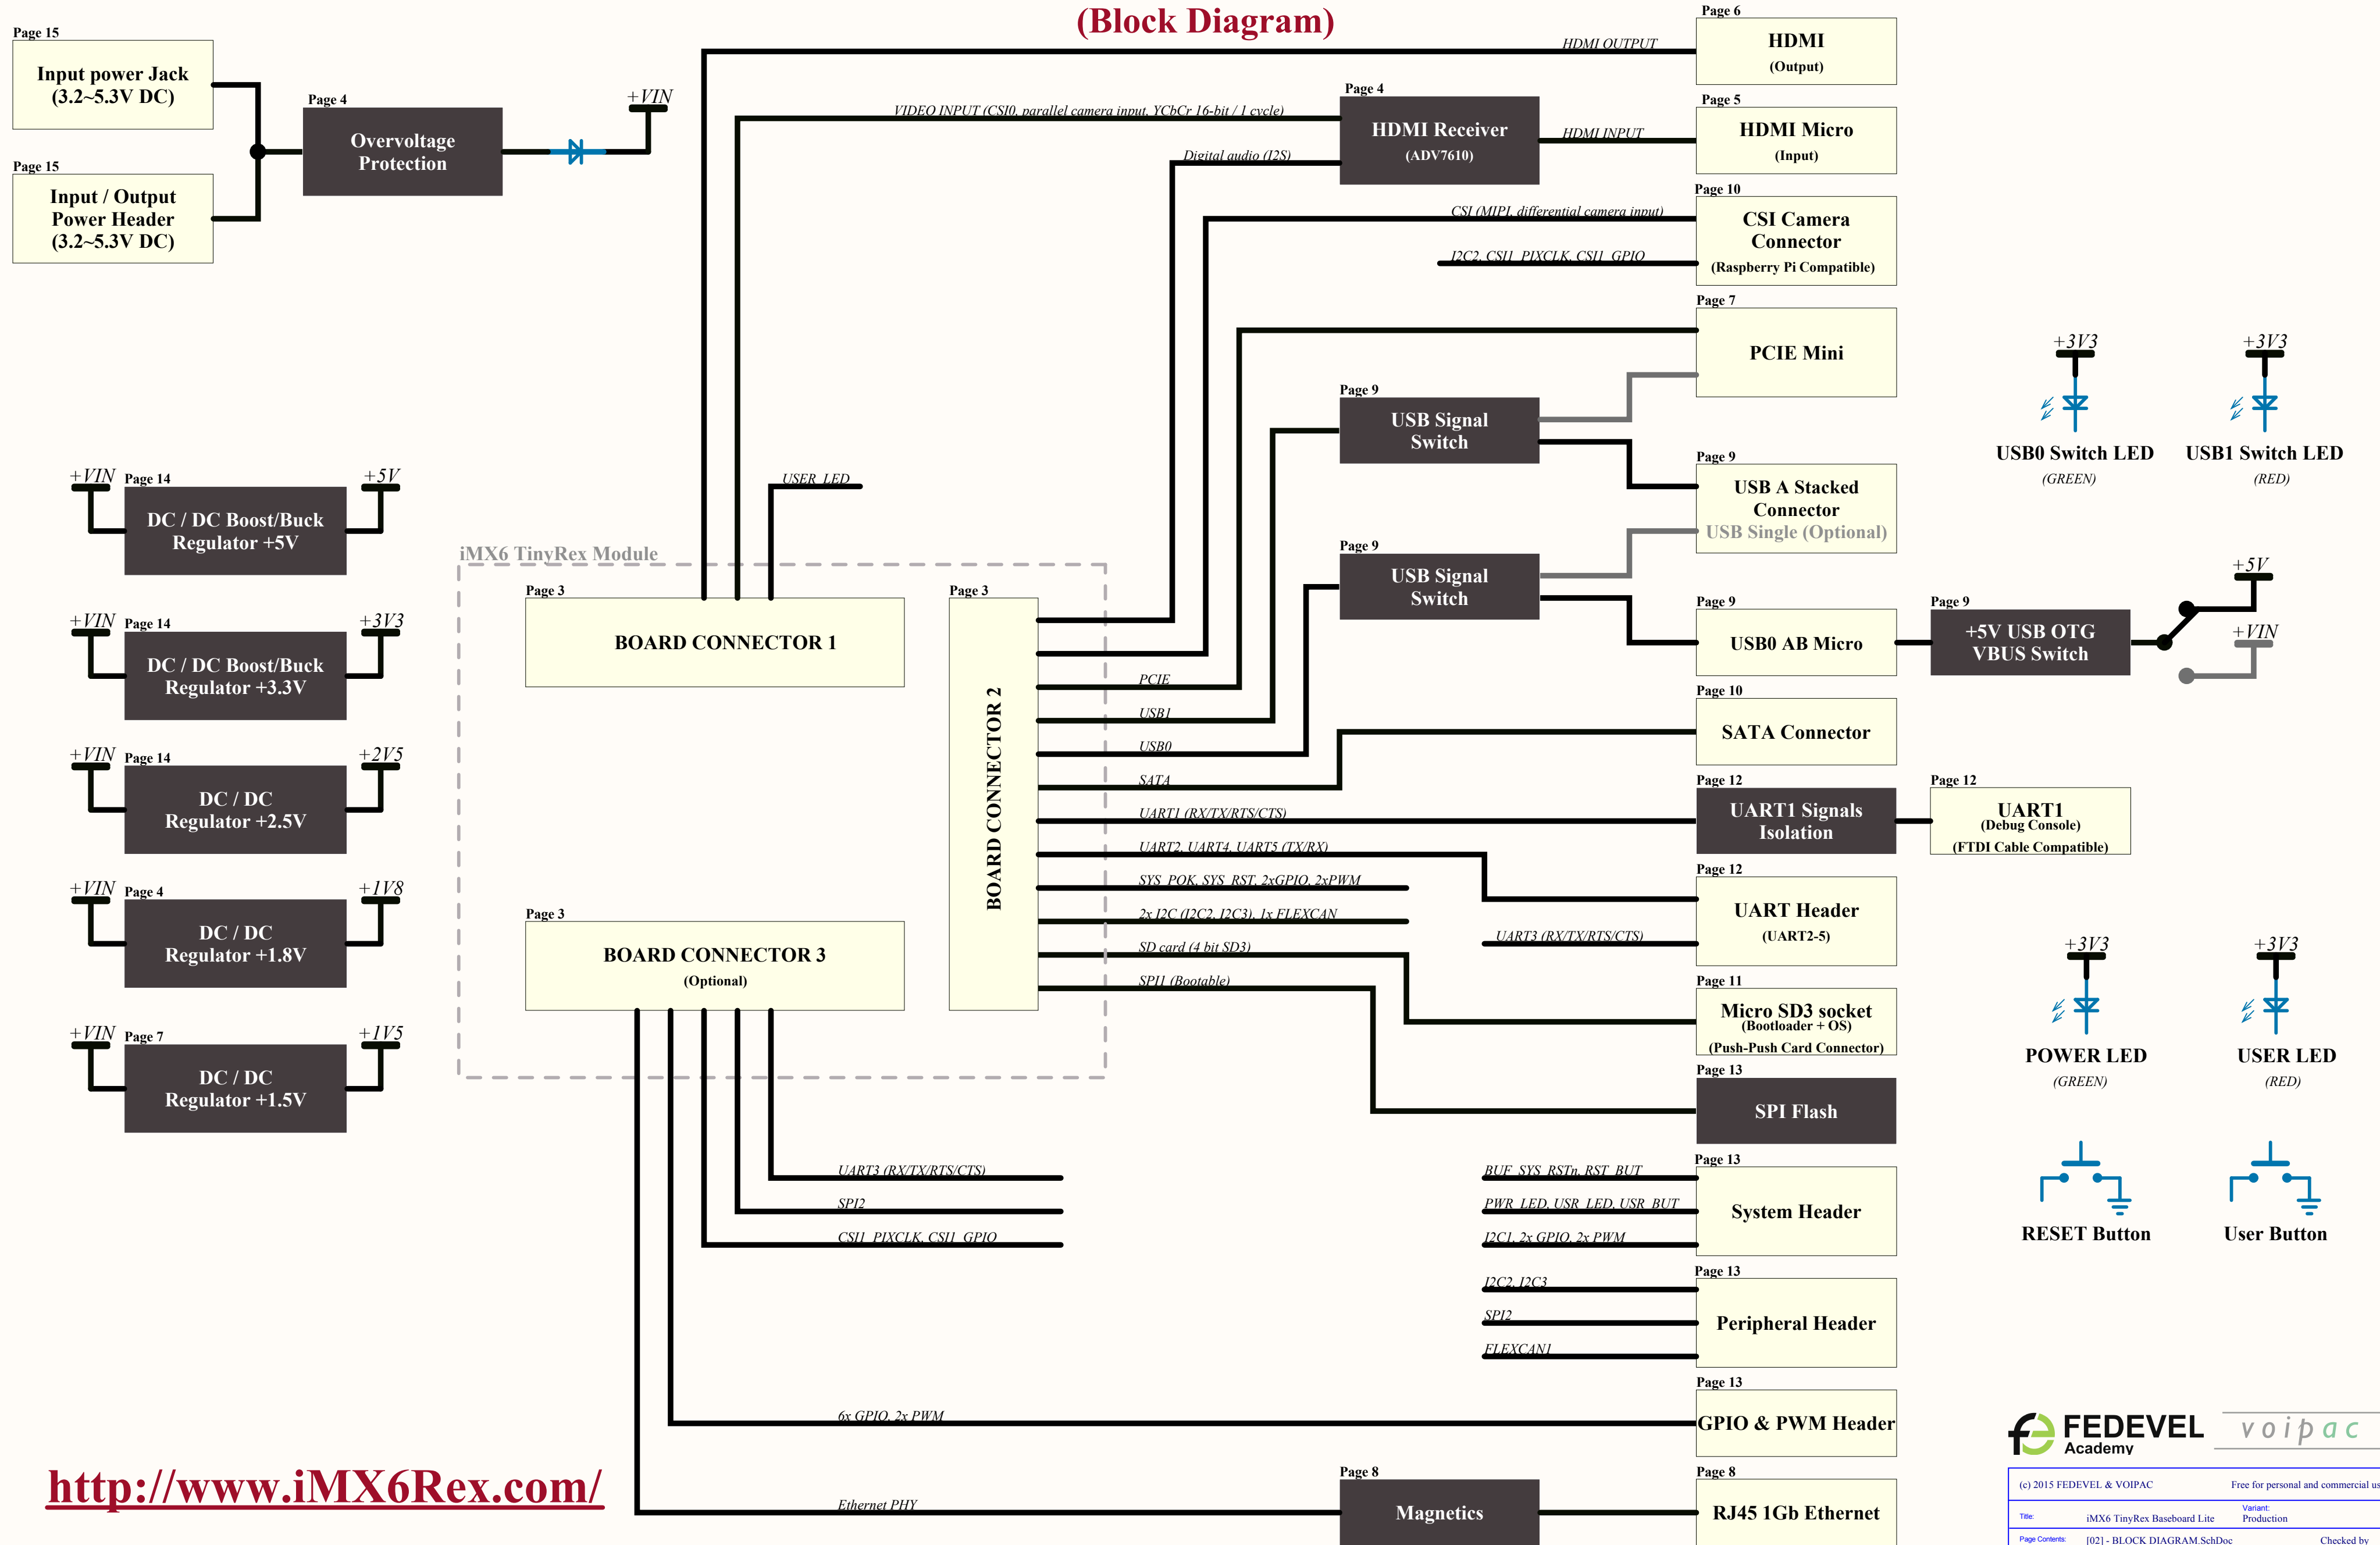 (Block Diagram)
Page 15
Input power Jack
(3.2~5.3V DC)
Page 15
Input / Output
Power Header
(3.2~5.3V DC)
Page 4
Overvoltage
Protection
+VIN
HDMI OUTPUT
Page 6
HDMI
(Output)
VIDEO INPUT (CSI0, parallel camera input, YCbCr 16-bit / 1 cycle)
Digital audio (I2S)
Page 4
HDMI Receiver
(ADV7610)
HDMI INPUT
Page 5
HDMI Micro
(Input)
CSI (MIPI, differential camera input)
I2C2, CSI1_PIXCLK, CSI1_GPIO
Page 10
CSI Camera
Connector
(Raspberry Pi Compatible)
Page 7
PCIE Mini
Page 9
USB Signal
Switch
Page 9
USB A Stacked
Connector
USB Single (Optional)
Page 9
USB Signal
Switch
Page 9
USB0 AB Micro
Page 9
+5V USB OTG
VBUS Switch
+5V
+VIN
+3V3
USB0 Switch LED
(GREEN)
+3V3
USB1 Switch LED
(RED)
+VIN
Page 14
+5V
DC / DC Boost/Buck
Regulator +5V
+VIN
Page 14
+3V3
DC / DC Boost/Buck
Regulator +3.3V
+VIN
Page 14
+2V5
DC / DC
Regulator +2.5V
+VIN
Page 4
+1V8
DC / DC
Regulator +1.8V
+VIN
Page 7
+1V5
DC / DC
Regulator +1.5V
USER_LED
iMX6 TinyRex Module
Page 3
BOARD CONNECTOR 1
Page 3
BOARD CONNECTOR 2
Page 3
BOARD CONNECTOR 3
(Optional)
PCIE
USB1
USB0
SATA
UART1 (RX/TX/RTS/CTS)
UART2, UART4, UART5 (TX/RX)
SYS_POK, SYS_RST, 2xGPIO, 2xPWM
2x I2C (I2C2, I2C3), 1x FLEXCAN
SD card (4 bit SD3)
SPI1 (Bootable)
Page 10
SATA Connector
Page 12
UART1 Signals
Isolation
Page 12
UART1
(Debug Console)
(FTDI Cable Compatible)
Page 12
UART Header
(UART2-5)
UART3 (RX/TX/RTS/CTS)
Page 11
Micro SD3 socket
(Bootloader + OS)
(Push-Push Card Connector)
Page 13
SPI Flash
+3V3
POWER LED
(GREEN)
+3V3
USER LED
(RED)
RESET Button
User Button
UART3 (RX/TX/RTS/CTS)
SPI2
CSI1_PIXCLK, CSI1_GPIO
Page 13
BUF_SYS_RSTn, RST_BUT
PWR_LED, USR_LED, USR_BUT
I2C1, 2x GPIO, 2x PWM
System Header
Page 13
I2C2, I2C3
SPI2
FLEXCAN1
Peripheral Header
6x GPIO, 2x PWM
Page 13
GPIO & PWM Header
Ethernet PHY
Page 8
Magnetics
Page 8
RJ45 1Gb Ethernet
http://www.iMX6Rex.com/
FEDEVEL
Academy
voipac
(c) 2015 FEDEVEL & VOIPAC
Free for personal and commercial us
Title:
iMX6 TinyRex Baseboard Lite
Variant:
Production
Page Contents:
[02] - BLOCK DIAGRAM.SchDoc
Checked by